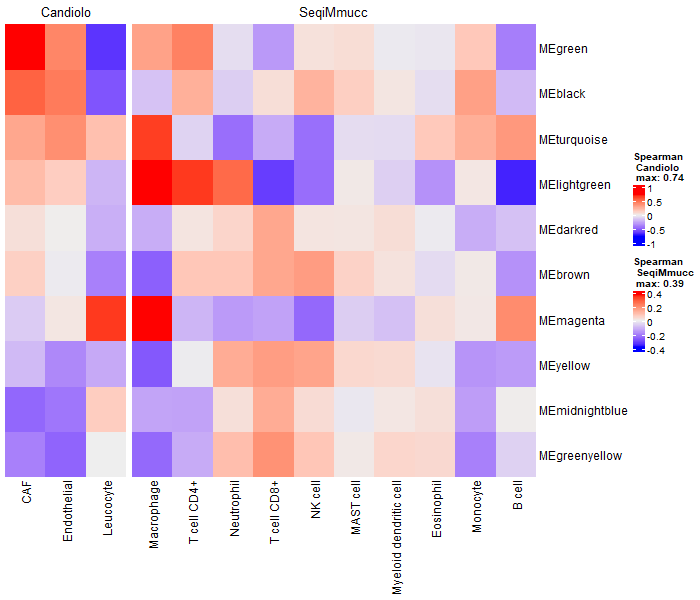 Candiolo
SeqiMmucc
MEgreen
MEblack
MEturquoise
MElightgreen
MEdarkred
MEbrown
MEmagenta
MEyellow
MEmidnightblue
MEgreenyellow
CAF
Endothelial
Leucocyte
Macrophage
T cell CD4+
Neutrophil
T cell CD8+
NK cell
MAST cell
Myeloid dendritic cell
Eosinophil
Monocyte
B cell
Spearman
Candiolo
max: 0.74
1
0.5
0
-0.5
-1
Spearman
SeqiMmucc
max: 0.39
0.4
0.2
0
-0.2
-0.4